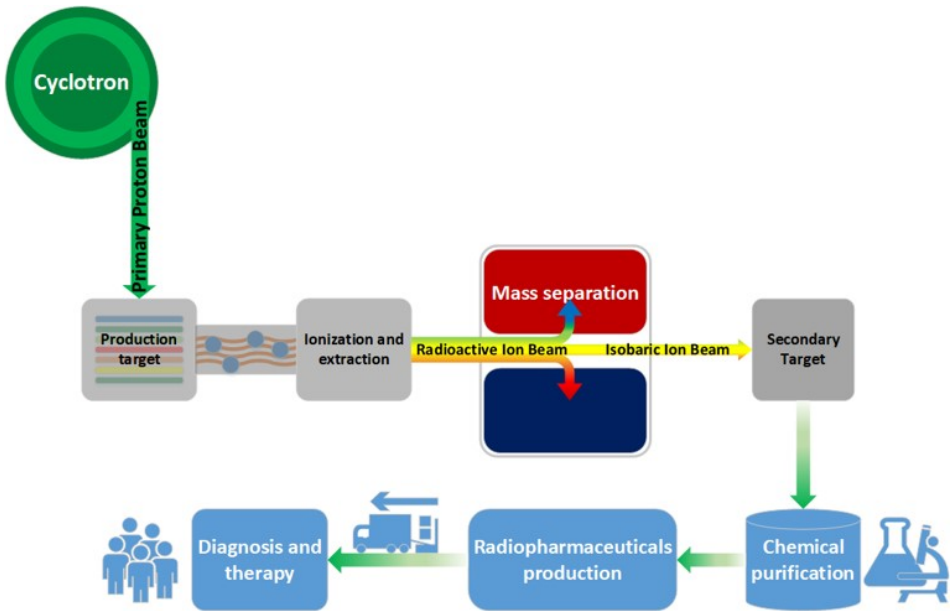 Cyclotron
Primary Proton Beam
Production
target
Ionization and
extraction
Radioactive Ion Beam
Mass separation
Isobaric Ion Beam
Secondary
Target
Chemical
purification
Radiopharmaceuticals
production
Diagnosis and
therapy